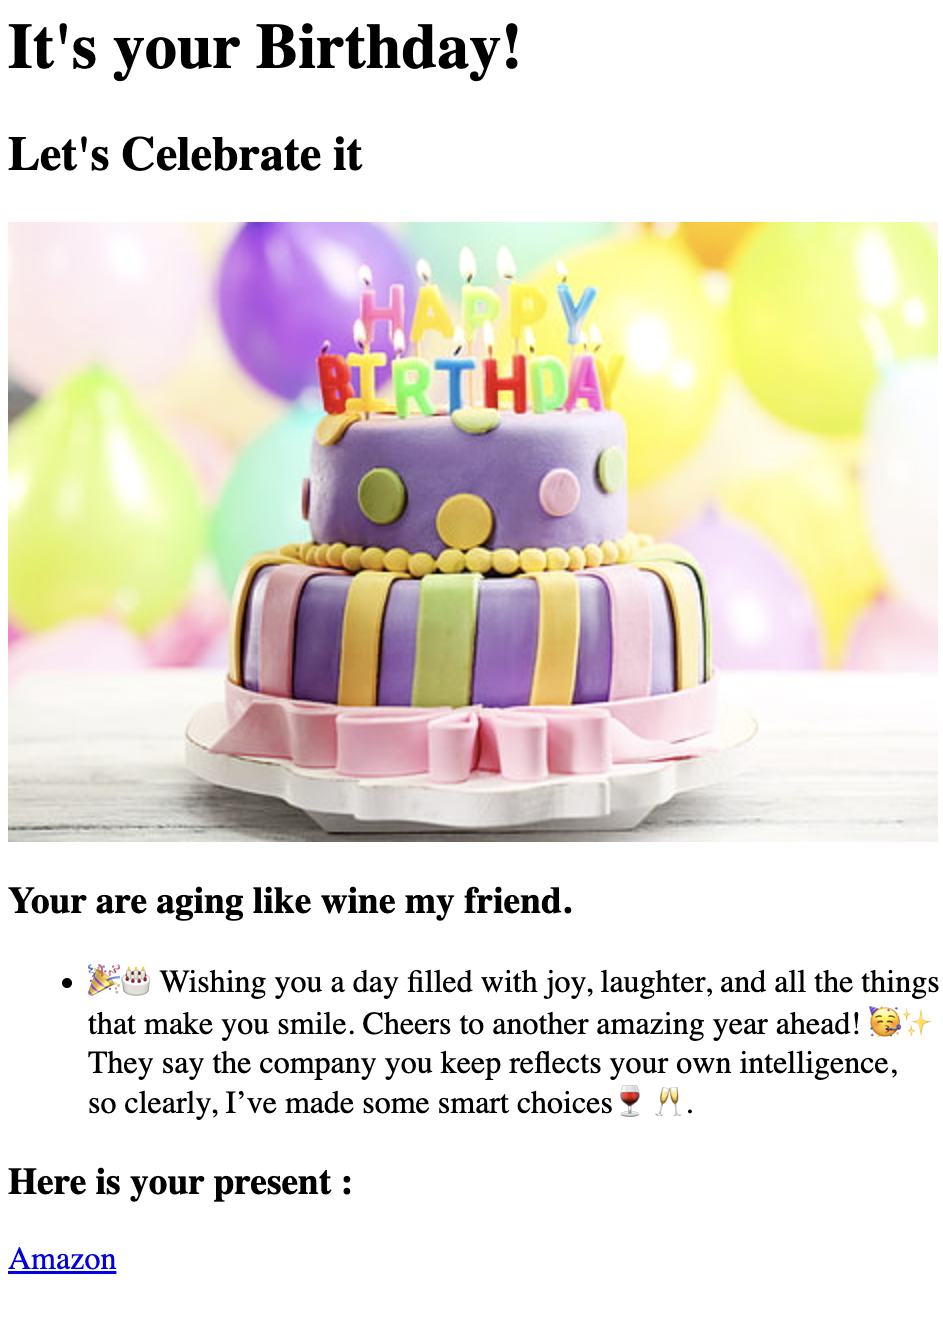 It's your Birthday!
Let's Celebrate it
HAPPY
BIRTHDAY
Your are aging like wine my friend.
• 🎉🎂 Wishing you a day filled with joy, laughter, and all the things
that make you smile. Cheers to another amazing year ahead! 🥳✨
They say the company you keep reflects your own intelligence,
so clearly, I’ve made some smart choices🍷 🥂.
Here is your present :
Amazon